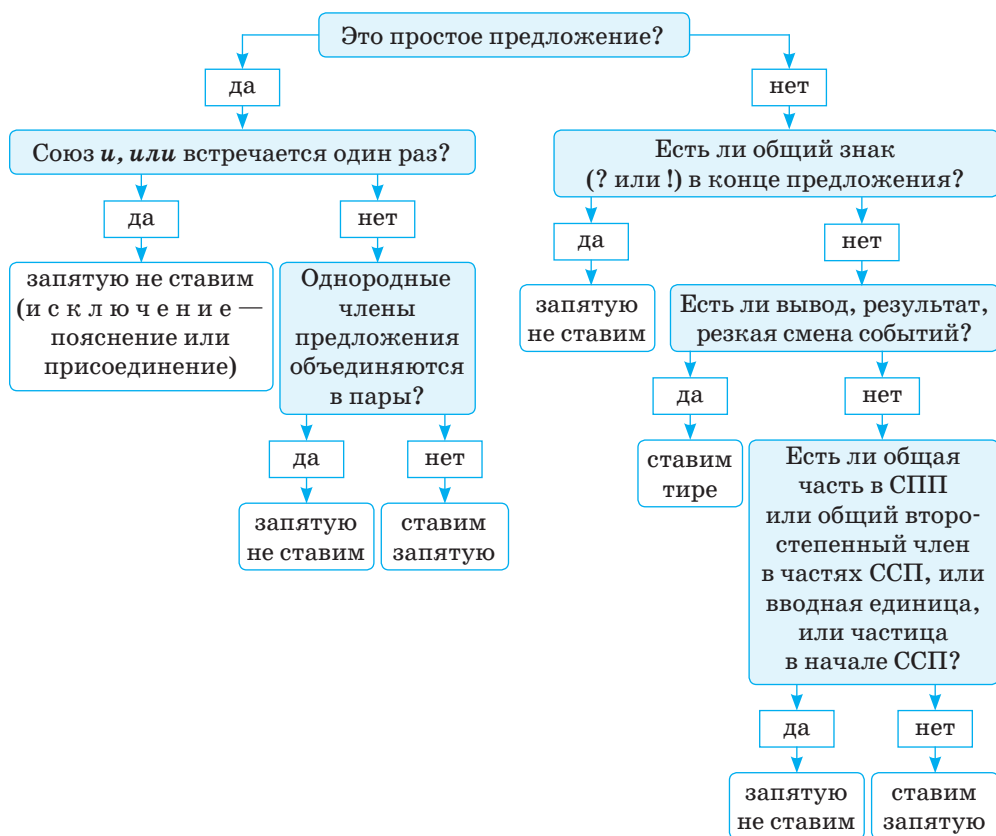 Это простое предложение?
да
нет
Союз и, или встречается один раз?
Есть ли общий знак
(? или !) в конце предложения?
да
нет
да
нет
запятую не ставим
(и с к л ю ч е н и е —
пояснение или
присоединение)
Однородные
члены
предложения
объединяются
в пары?
запятую
не ставим
Есть ли вывод, результат,
резкая смена событий?
да
нет
да
нет
запятую
не ставим
ставим
запятую
ставим
тире
Есть ли общая
часть в СПП
или общий второ-
степенный член
в частях ССП, или
вводная единица,
или частица
в начале ССП?
да
нет
запятую
не ставим
ставим
запятую